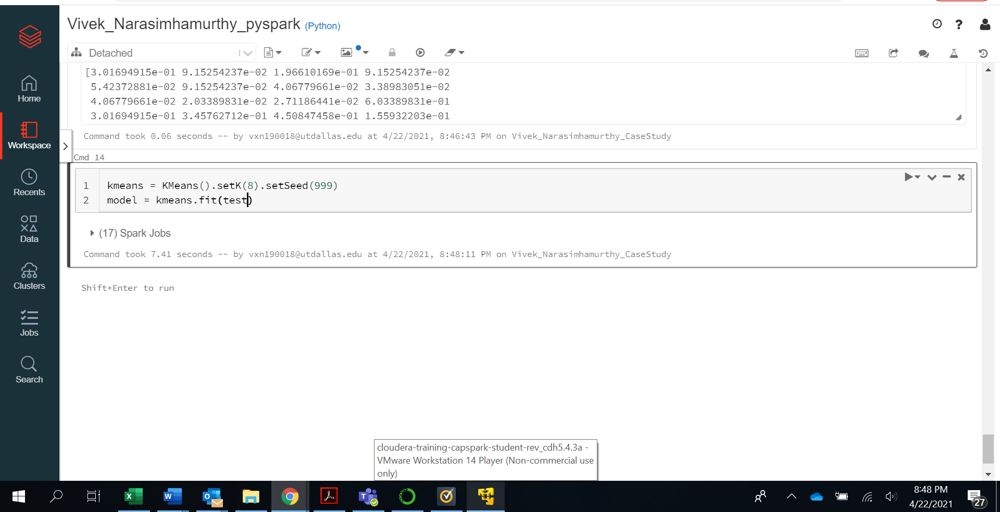 Vivek_Narasimhamurthy_pyspark (Python)
Detached
Home
Workspace
Recents
Data
Clusters
Jobs
Search
[3.01694915e-01 9.15254237e-02 1.96610169e-01 9.15254237e-02
5.42372881e-02 9.15254237e-02 4.06779661e-02 3.38983051e-02
4.06779661e-02 2.03389831e-02 2.71186441e-02 6.03389831e-01
3.01694915e-01 3.45762712e-01 4.50847458e-01 1.55932203e-01
Command took 0.06 seconds -- by vxn190018@utdallas.edu at 4/22/2021, 8:46:43 PM on Vivek_Narasimhamurthy_CaseStudy
Cmd 14
1 kmeans = KMeans().setK(8).setSeed(999)
2 model = kmeans.fit(test)
(17) Spark Jobs
Command took 7.41 seconds -- by vxn190018@utdallas.edu at 4/22/2021, 8:48:11 PM on Vivek_Narasimhamurthy_CaseStudy
Shift+Enter to run
cloudera-training-capspark-student-rev_cdh5.4.3a -
VMware Workstation 14 Player (Non-commercial use
only)
8:48 PM
4/22/2021
27